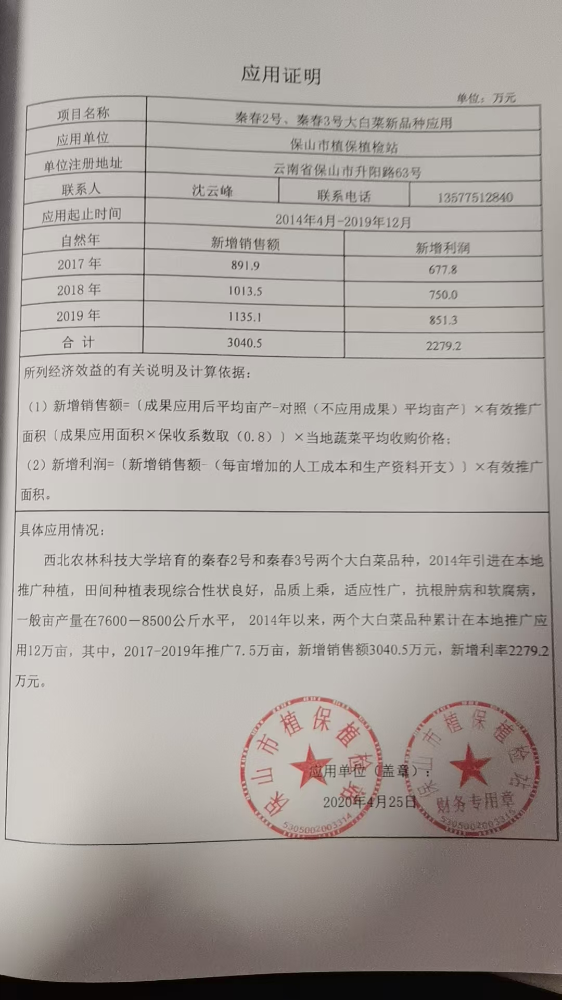 应用证明
单位：万元
项目名称 秦春2号、秦春3号大白菜新品种应用
应用单位 保山市植保植检站
单位注册地址 云南省保山市升阳路63号
联系人 沈云峰 联系电话 13577512840
应用起止时间 2014年4月-2019年12月
自然年 新增销售额 新增利润
2017 年 891.9 677.8
2018 年 1013.5 750.0
2019 年 1135.1 851.3
合 计 3040.5 2279.2
所列经济效益的有关说明及计算依据：
（1）新增销售额=〔成果应用后平均亩产-对照（不应用成果）平均亩产〕×有效推广
面积〔成果应用面积×保收系数取（0.8）〕×当地蔬菜平均收购价格；
（2）新增利润=〔新增销售额-（每亩增加的人工成本和生产资料开支）〕×有效推广
面积。
具体应用情况：
西北农林科技大学培育的秦春2号和秦春3号两个大白菜品种，2014年引进在本地
推广种植，田间种植表现综合性状良好，品质上乘，适应性广，抗根肿病和软腐病，
一般亩产量在7600－8500公斤水平， 2014年以来，两个大白菜品种累计在本地推广应
用12万亩，其中，2017-2019年推广7.5万亩，新增销售额3040.5万元，新增利率2279.2
万元。
应用单位（盖章）：
2020年4月25日
保山市植保植检站
5305002003314
保山市植保植检站
财务专用章
5305002003315